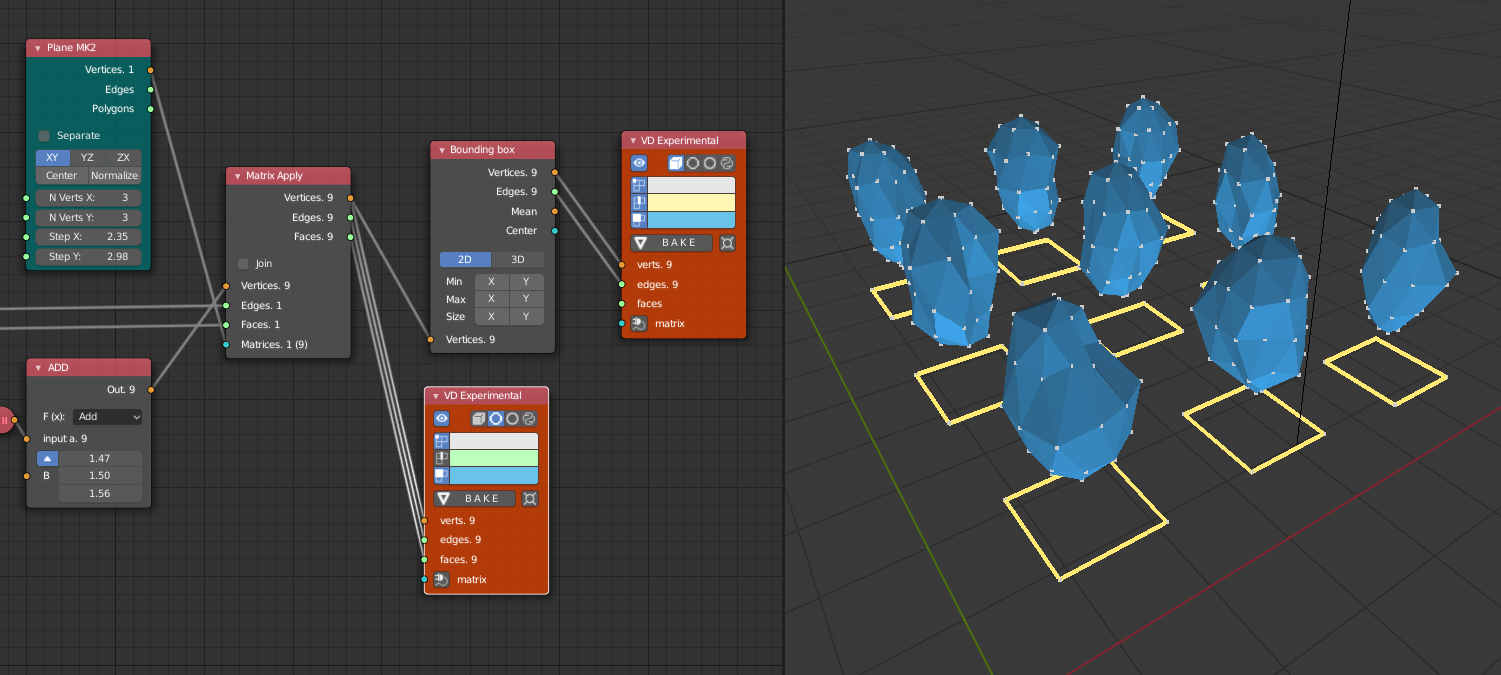 Plane MK2
Vertices. 1
Edges
Polygons
Separate
XY YZ ZX
Center Normalize
N Verts X: 3
N Verts Y: 3
Step X: 2.35
Step Y: 2.98
ADD
Out. 9
F (x): Add
input a. 9
1.47
B 1.50
1.56
Matrix Apply
Vertices. 9
Edges. 9
Faces. 9
Join
Vertices. 9
Edges. 1
Faces. 1
Matrices. 1 (9)
Bounding box
Vertices. 9
Edges. 9
Mean
Center
2D 3D
Min X Y
Max X Y
Size X Y
Vertices. 9
VD Experimental
BAKE
verts. 9
edges. 9
faces. 9
matrix
VD Experimental
BAKE
verts. 9
edges. 9
faces
matrix